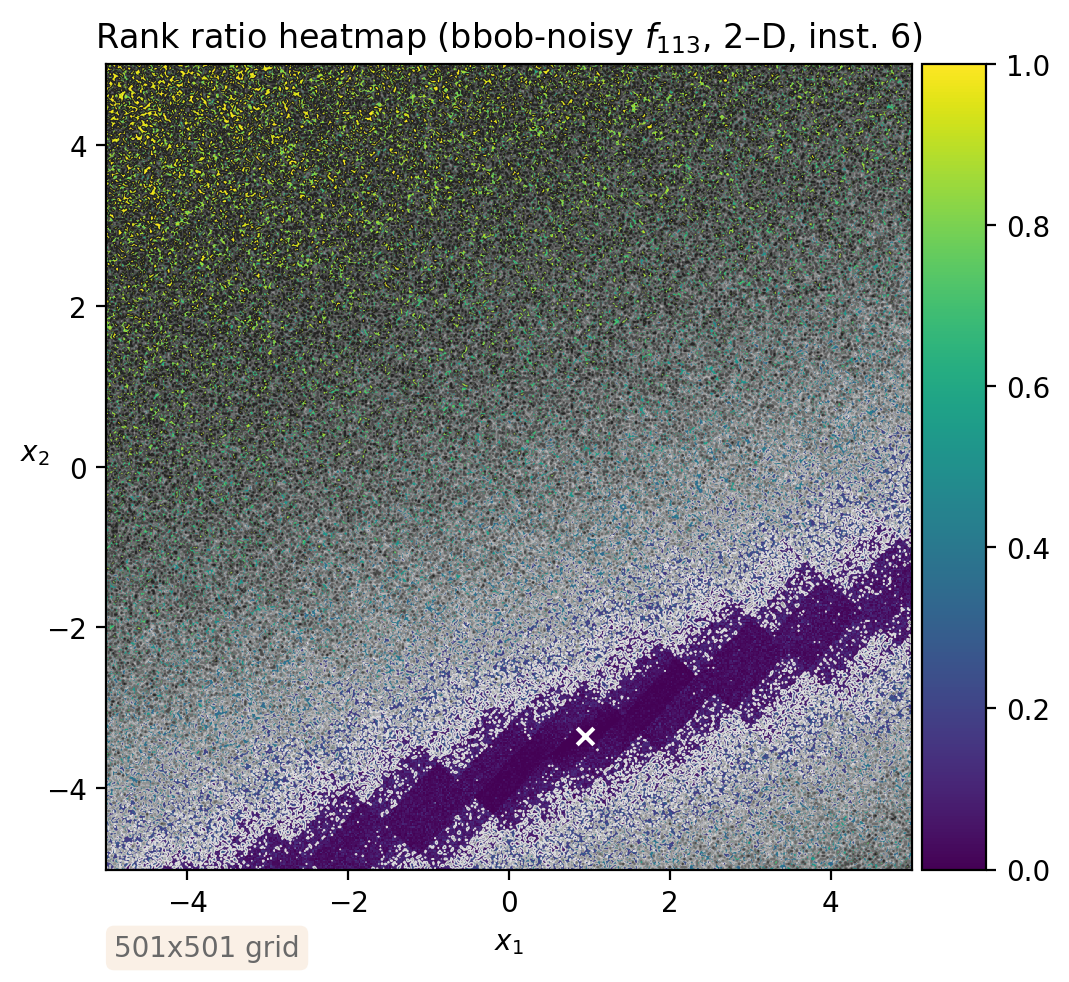 Rank ratio heatmap (bbob-noisy f₁₁₃, 2–D, inst. 6)
1.0
0.8
0.6
0.4
0.2
0.0
4
2
0
−2
−4
x₂
−4 −2 0 2 4
x₁
501x501 grid